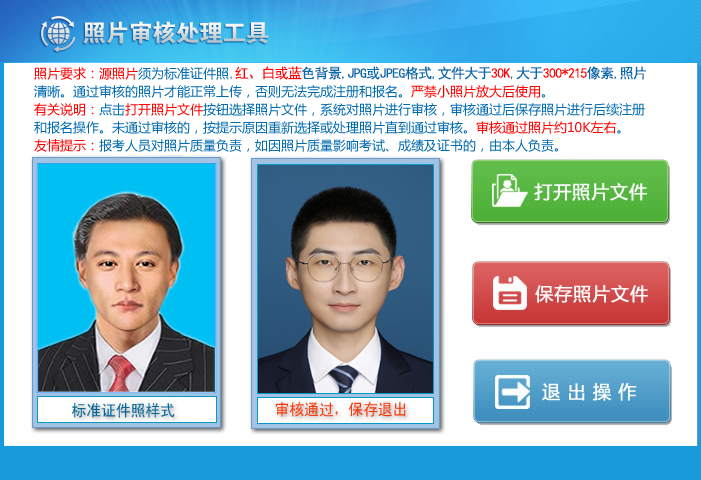 照片审核处理工具
照片要求：源照片须为标准证件照，红、白或蓝色背景，JPG或JPEG格式，文件大于30K，大于300*215像素，照片
清晰。通过审核的照片才能正常上传，否则无法完成注册和报名。严禁小照片放大后使用。
有关说明：点击打开照片文件按钮选择照片文件，系统对照片进行审核，审核通过后保存照片进行后续注册
和报名操作。未通过审核的，按提示原因重新选择或处理照片直到通过审核。审核通过照片约10K左右。
友情提示：报考人员对照片质量负责，如因照片质量影响考试、成绩及证书的，由本人负责。
打开照片文件
保存照片文件
退出操作
标准证件照样式
审核通过，保存退出